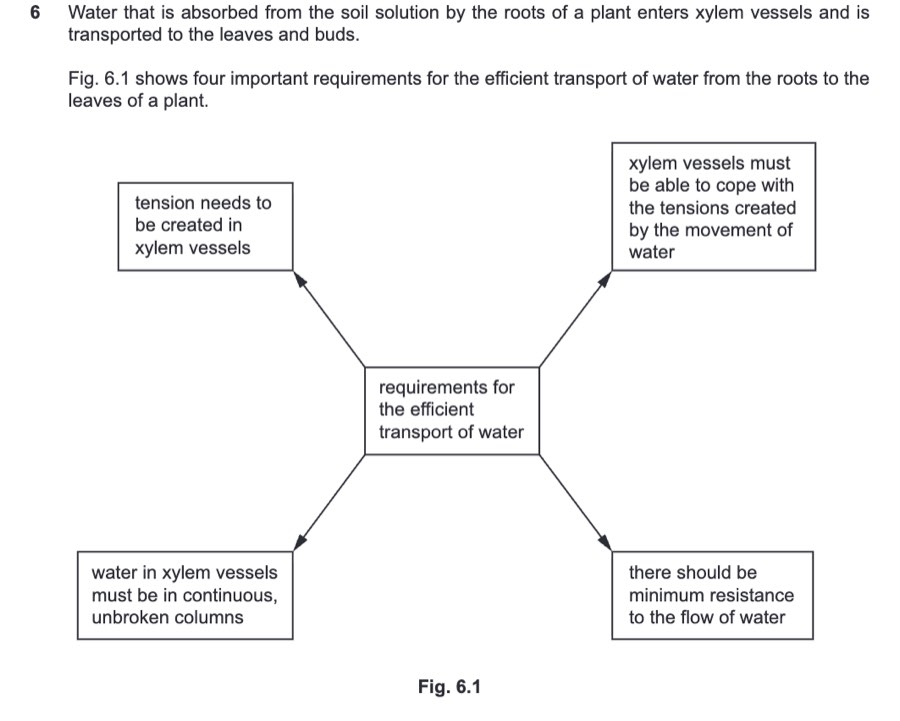 6 Water that is absorbed from the soil solution by the roots of a plant enters xylem vessels and is
transported to the leaves and buds.
Fig. 6.1 shows four important requirements for the efficient transport of water from the roots to the
leaves of a plant.
tension needs to
be created in
xylem vessels
xylem vessels must
be able to cope with
the tensions created
by the movement of
water
requirements for
the efficient
transport of water
water in xylem vessels
must be in continuous,
unbroken columns
there should be
minimum resistance
to the flow of water
Fig. 6.1